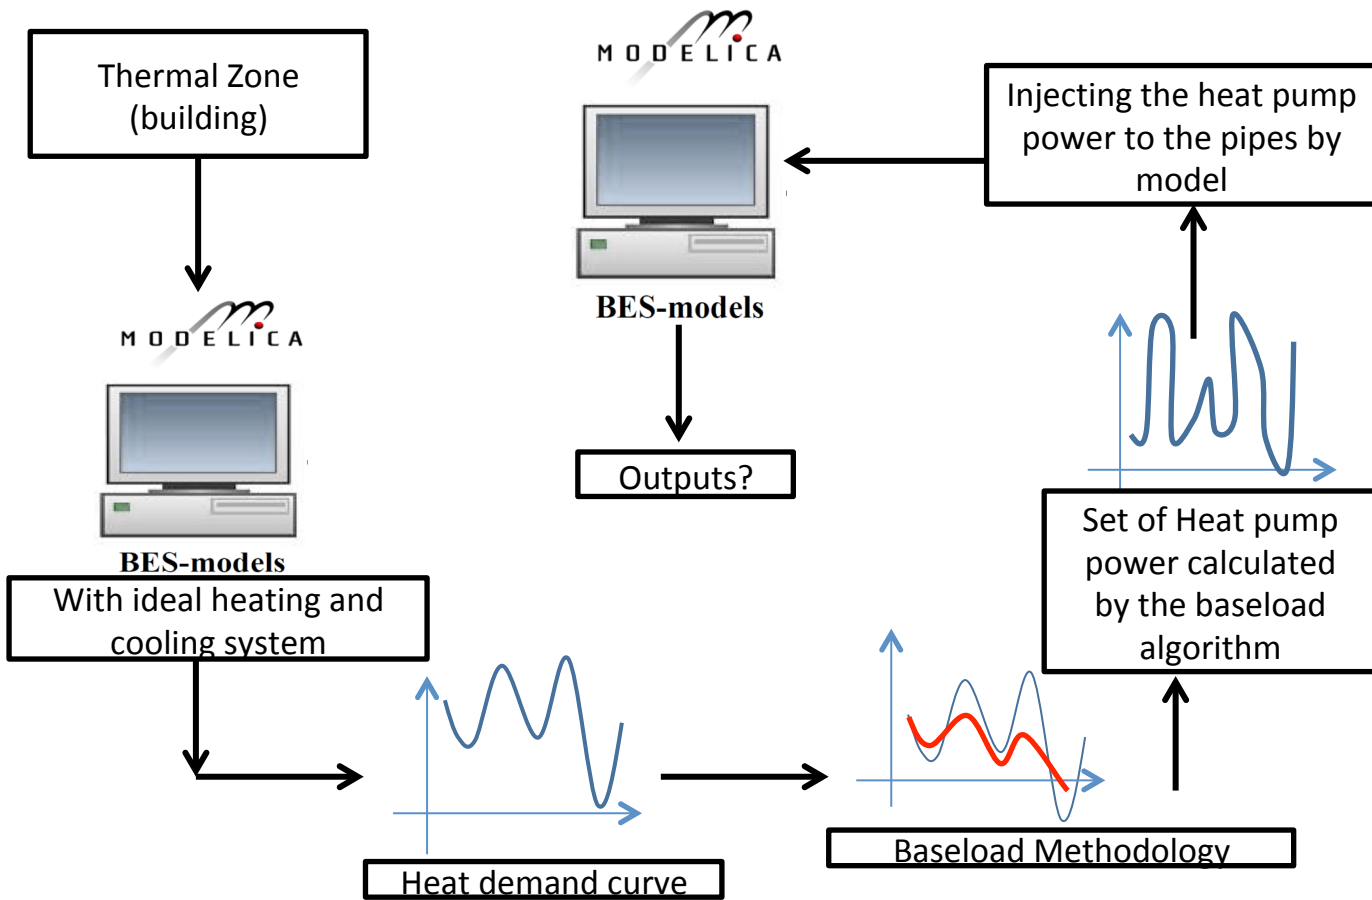 Thermal Zone
(building)
MODELICA
BES-models
With ideal heating and
cooling system
Heat demand curve
Baseload Methodology
Set of Heat pump
power calculated
by the baseload
algorithm
Injecting the heat pump
power to the pipes by
model
MODELICA
BES-models
Outputs?